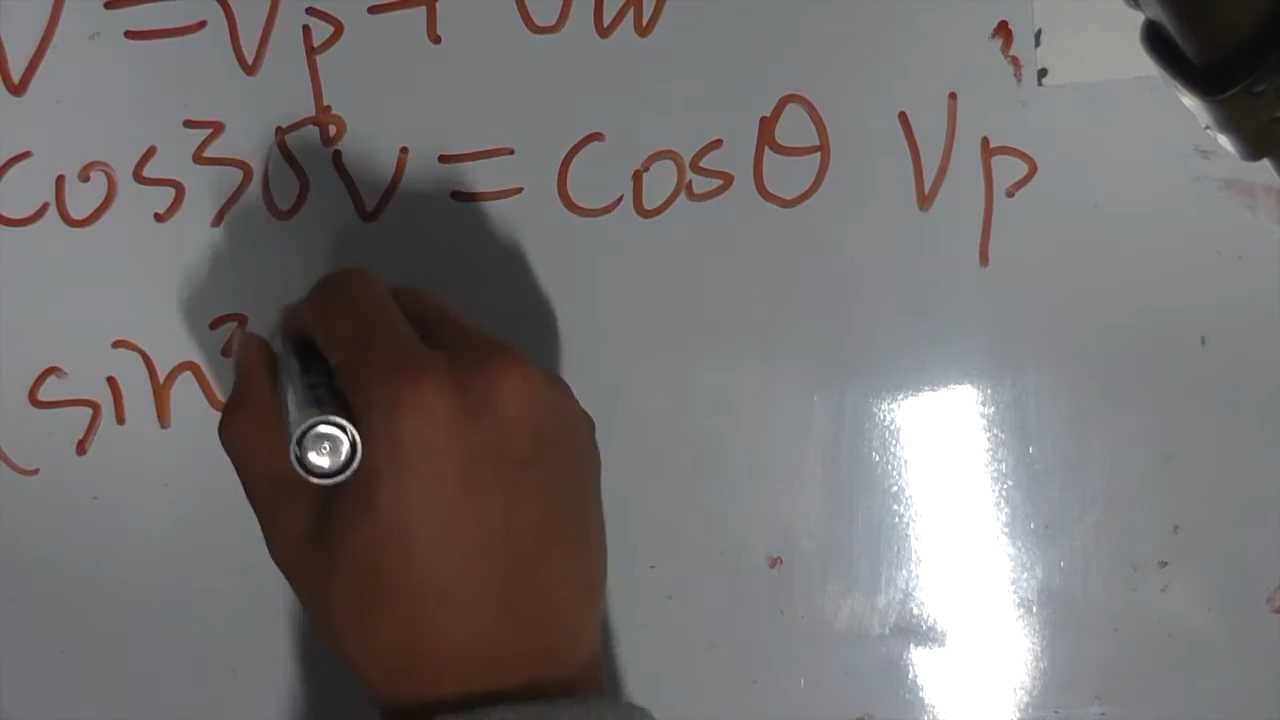 V = Vp + Vw
cos30°V = cosθ Vp
(sin3